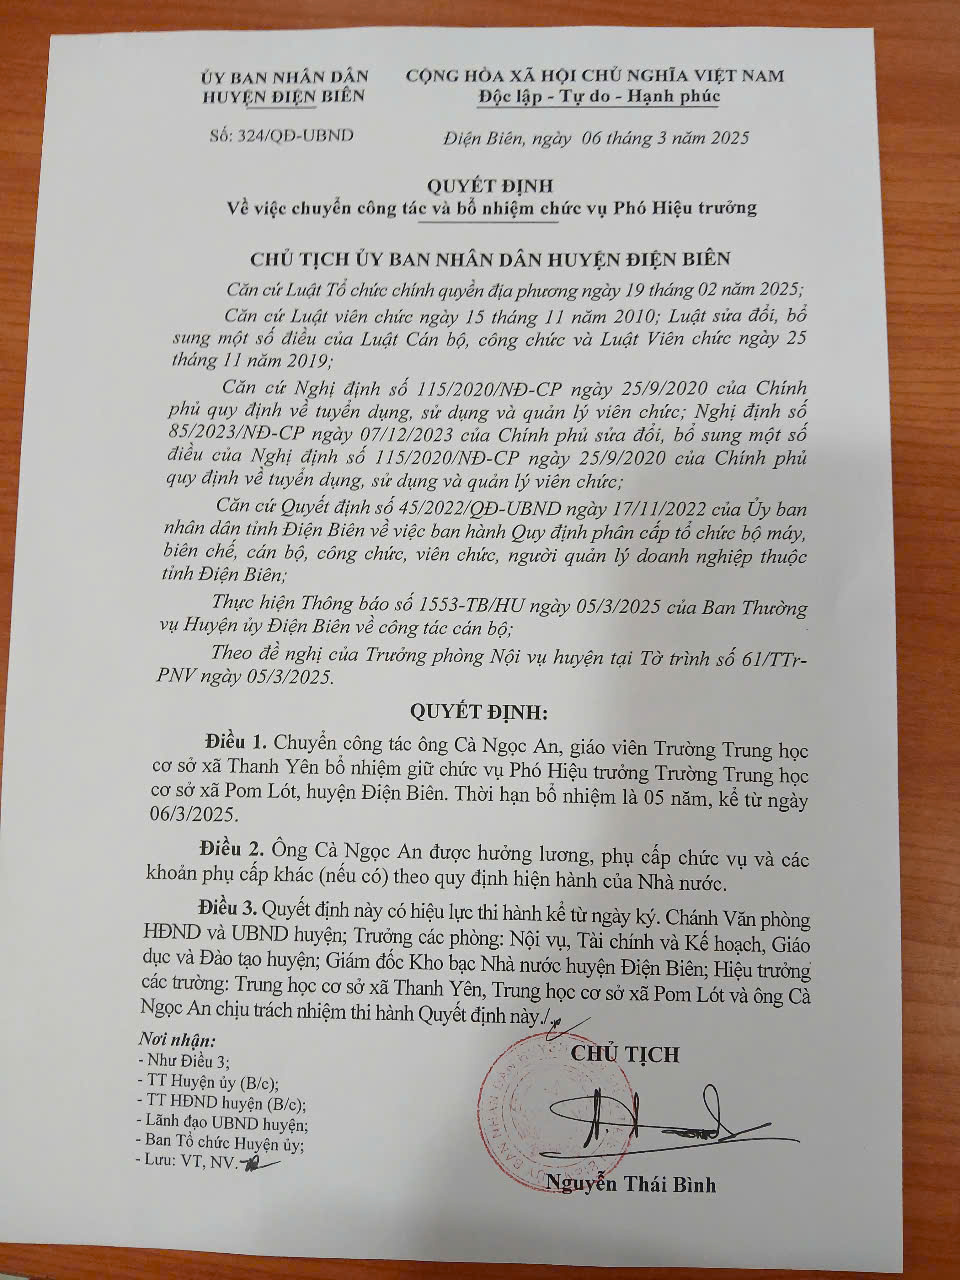 ỦY BAN NHÂN DÂN
HUYỆN ĐIỆN BIÊN
CỘNG HÒA XÃ HỘI CHỦ NGHĨA VIỆT NAM
Độc lập - Tự do - Hạnh phúc
Số: 324/QĐ-UBND
Điện Biên, ngày 06 tháng 3 năm 2025
QUYẾT ĐỊNH
Về việc chuyển công tác và bổ nhiệm chức vụ Phó Hiệu trưởng
CHỦ TỊCH ỦY BAN NHÂN DÂN HUYỆN ĐIỆN BIÊN
Căn cứ Luật Tổ chức chính quyền địa phương ngày 19 tháng 02 năm 2025;
Căn cứ Luật viên chức ngày 15 tháng 11 năm 2010; Luật sửa đổi, bổ
sung một số điều của Luật Cán bộ, công chức và Luật Viên chức ngày 25
tháng 11 năm 2019;
Căn cứ Nghị định số 115/2020/NĐ-CP ngày 25/9/2020 của Chính
phủ quy định về tuyển dụng, sử dụng và quản lý viên chức; Nghị định số
85/2023/NĐ-CP ngày 07/12/2023 của Chính phủ sửa đổi, bổ sung một số
điều của Nghị định số 115/2020/NĐ-CP ngày 25/9/2020 của Chính phủ
quy định về tuyển dụng, sử dụng và quản lý viên chức;
Căn cứ Quyết định số 45/2022/QĐ-UBND ngày 17/11/2022 của Ủy ban
nhân dân tỉnh Điện Biên về việc ban hành Quy định phân cấp tổ chức bộ máy,
biên chế, cán bộ, công chức, viên chức, người quản lý doanh nghiệp thuộc
tỉnh Điện Biên;
Thực hiện Thông báo số 1553-TB/HU ngày 05/3/2025 của Ban Thường
vụ Huyện ủy Điện Biên về công tác cán bộ;
Theo đề nghị của Trưởng phòng Nội vụ huyện tại Tờ trình số 61/TTr-
PNV ngày 05/3/2025.
QUYẾT ĐỊNH:
Điều 1. Chuyển công tác ông Cà Ngọc An, giáo viên Trường Trung học
cơ sở xã Thanh Yên bổ nhiệm giữ chức vụ Phó Hiệu trưởng Trường Trung học
cơ sở xã Pom Lót, huyện Điện Biên. Thời hạn bổ nhiệm là 05 năm, kể từ ngày
06/3/2025.
Điều 2. Ông Cà Ngọc An được hưởng lương, phụ cấp chức vụ và các
khoản phụ cấp khác (nếu có) theo quy định hiện hành của Nhà nước.
Điều 3. Quyết định này có hiệu lực thi hành kể từ ngày ký. Chánh Văn phòng
HĐND và UBND huyện; Trưởng các phòng: Nội vụ, Tài chính và Kế hoạch, Giáo
dục và Đào tạo huyện; Giám đốc Kho bạc Nhà nước huyện Điện Biên; Hiệu trưởng
các trường: Trung học cơ sở xã Thanh Yên, Trung học cơ sở xã Pom Lót và ông Cà
Ngọc An chịu trách nhiệm thi hành Quyết định này./.
Nơi nhận:
- Như Điều 3;
- TT Huyện ủy (B/c);
- TT HĐND huyện (B/c);
- Lãnh đạo UBND huyện;
- Ban Tổ chức Huyện ủy;
- Lưu: VT, NV.
CHỦ TỊCH
Nguyễn Thái Bình